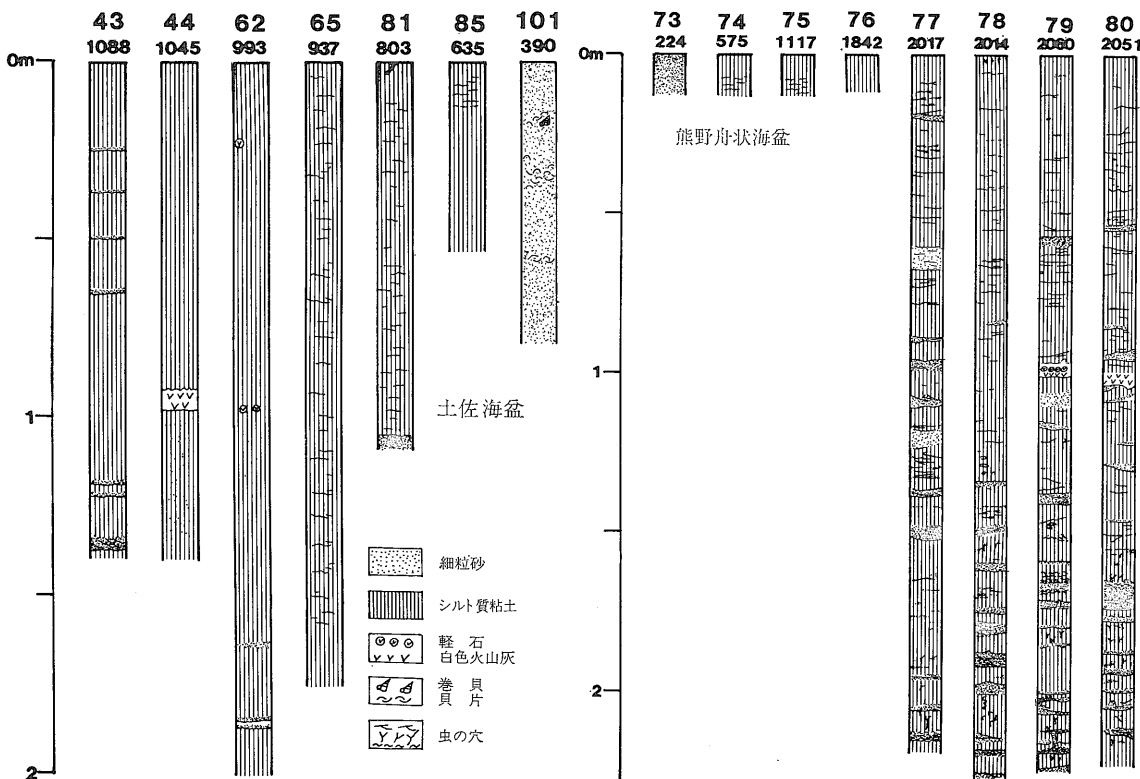 43 44 62 65 81 85 101
1088 1045 993 937 803 635 390
0m
1
2
土佐海盆
細粒砂
シルト質粘土
軽 石
白色火山灰
巻 貝
貝 片
虫の穴
73 74 75 76 77 78 79 80
224 575 1117 1842 2017 2014 2060 2051
0m
1
2
熊野舟状海盆